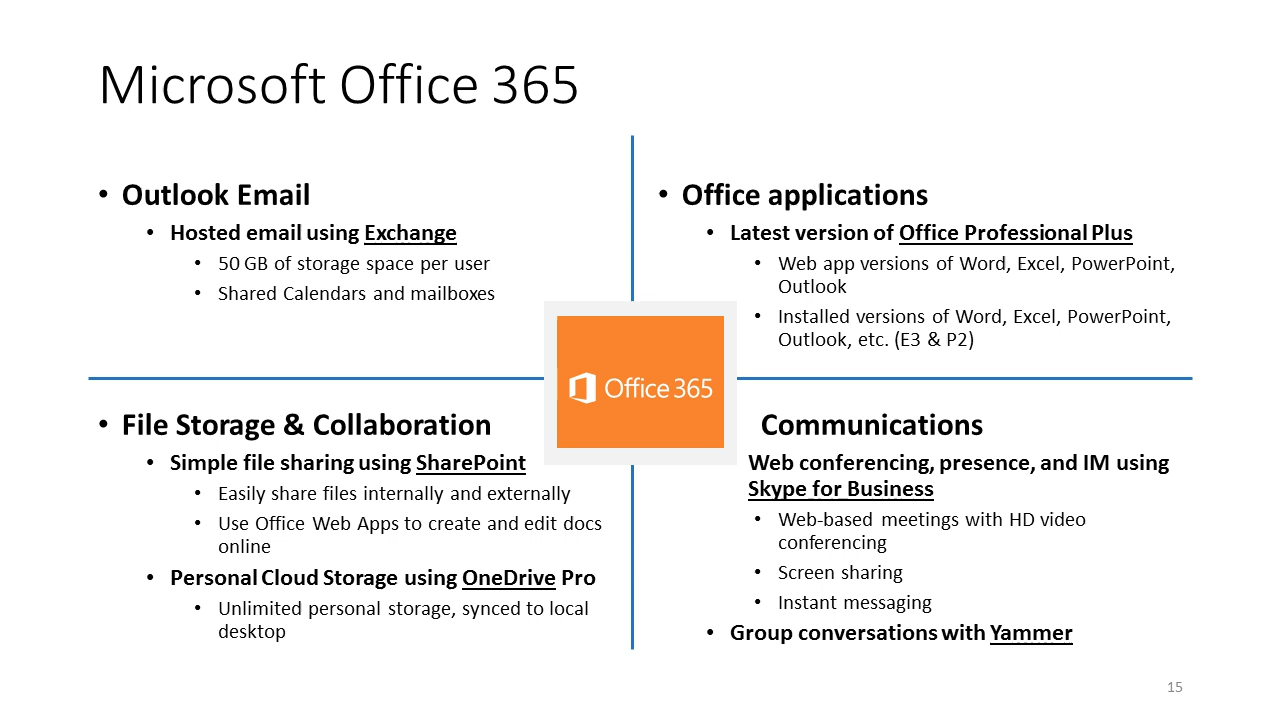 Microsoft Office 365
• Outlook Email
• Hosted email using Exchange
• 50 GB of storage space per user
• Shared Calendars and mailboxes
• Office applications
• Latest version of Office Professional Plus
• Web app versions of Word, Excel, PowerPoint,
Outlook
• Installed versions of Word, Excel, PowerPoint,
Outlook, etc. (E3 & P2)
Office 365
• File Storage & Collaboration
• Simple file sharing using SharePoint
• Easily share files internally and externally
• Use Office Web Apps to create and edit docs
online
• Personal Cloud Storage using OneDrive Pro
• Unlimited personal storage, synced to local
desktop
Communications
Web conferencing, presence, and IM using
Skype for Business
• Web-based meetings with HD video
conferencing
• Screen sharing
• Instant messaging
• Group conversations with Yammer
15